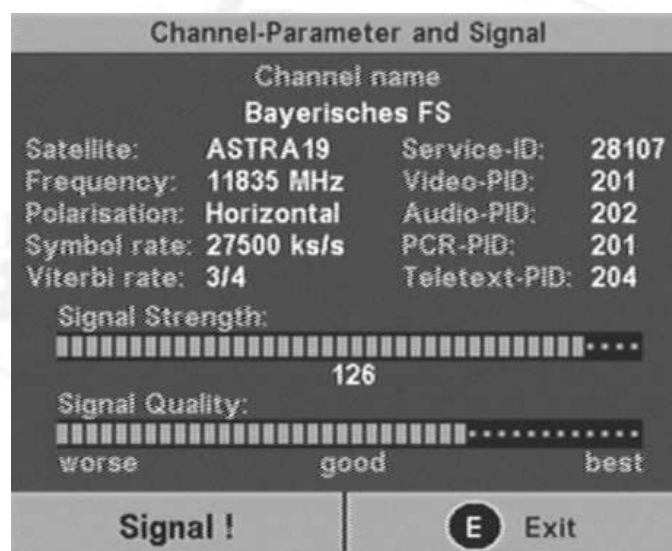 Channel-Parameter and Signal
Channel name
Bayerisches FS
Satellite: ASTRA19 Service-ID: 28107
Frequency: 11835 MHz Video-PID: 201
Polarisation: Horizontal Audio-PID: 202
Symbol rate: 27500 ks/s PCR-PID: 201
Viterbi rate: 3/4 Teletext-PID: 204
Signal Strength:
126
Signal Quality:
worse good best
Signal ! E Exit